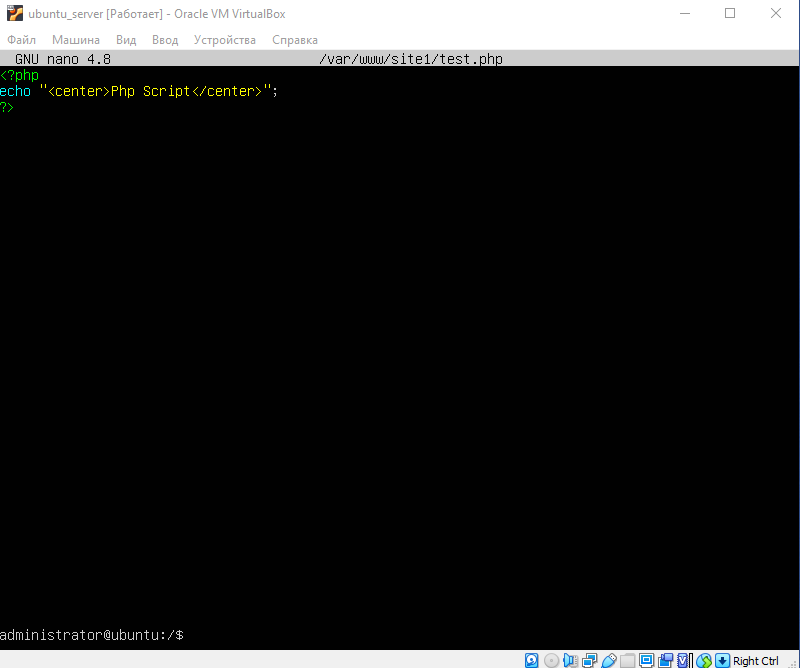 ubuntu_server [Работает] - Oracle VM VirtualBox
Файл Машина Вид Ввод Устройства Справка
GNU nano 4.8 /var/www/site1/test.php
<?php
echo "<center>Php Script</center>";
?>
administrator@ubuntu:/$
Right Ctrl